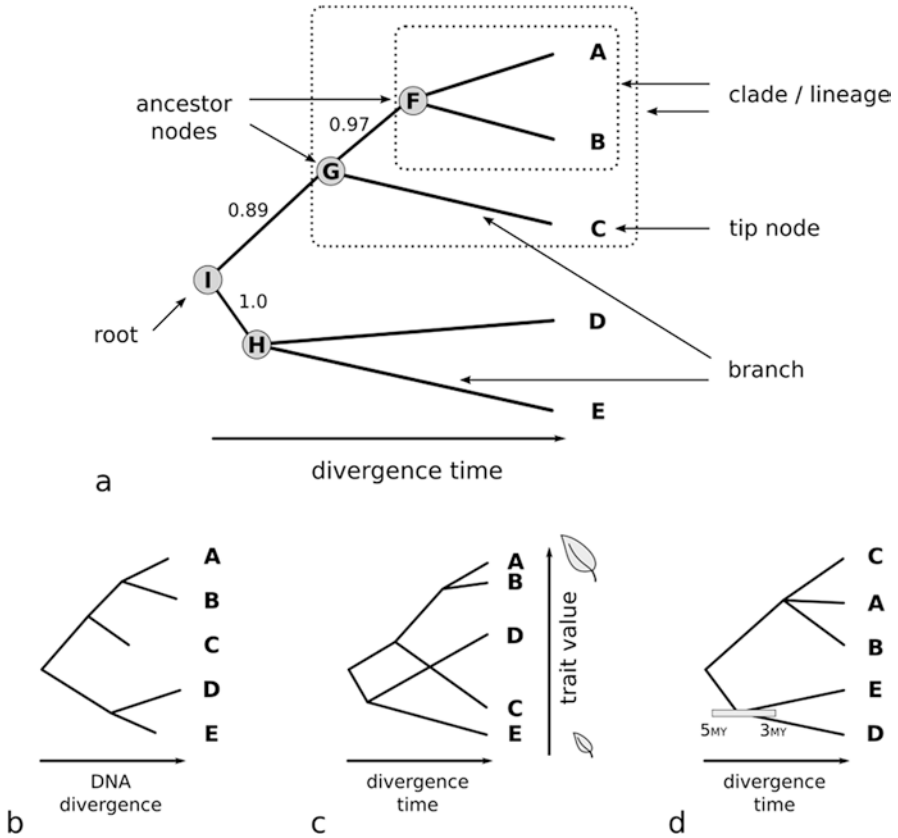 A
ancestor
nodes
F
clade / lineage
0.97
B
G
0.89
C
tip node
I
1.0
root
D
H
branch
E
divergence time
a
A
B
C
D
E
DNA
divergence
b
A
B
D
C
E
trait value
divergence
time
c
C
A
B
E
5MY
3MY
D
divergence
time
d